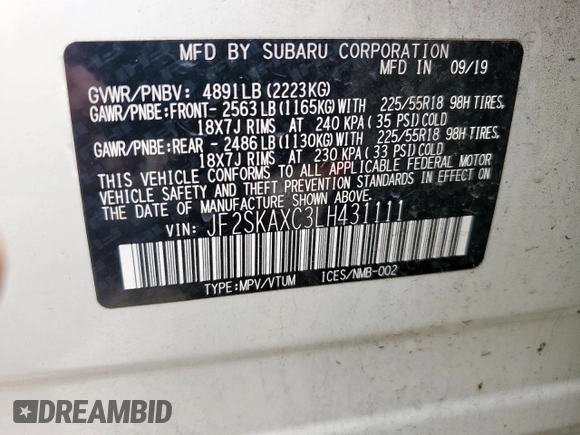 MFD BY SUBARU CORPORATION
MFD IN 09/19
GVWR/PNBV: 4891LB (2223KG)
GAWR/PNBE: FRONT- 2563LB (1165KG) WITH 225/55R18 98H TIRES,
18X7J RIMS AT 240 KPA (35 PSI) COLD
GAWR/PNBE: REAR - 2486LB (1130KG) WITH 225/55R18 98H TIRES,
18X7J RIMS AT 230 KPA (33 PSI) COLD
THIS VEHICLE CONFORMS TO ALL APPLICABLE FEDERAL MOTOR
VEHICLE SAFETY AND THEFT PREVENTION STANDARDS IN EFFECT
ON THE DATE OF MANUFACTURE SHOWN ABOVE.
VIN: JF2SKAXC3LH431111
TYPE:MPV/VTUM ICES/NMB-002
DREAMBID